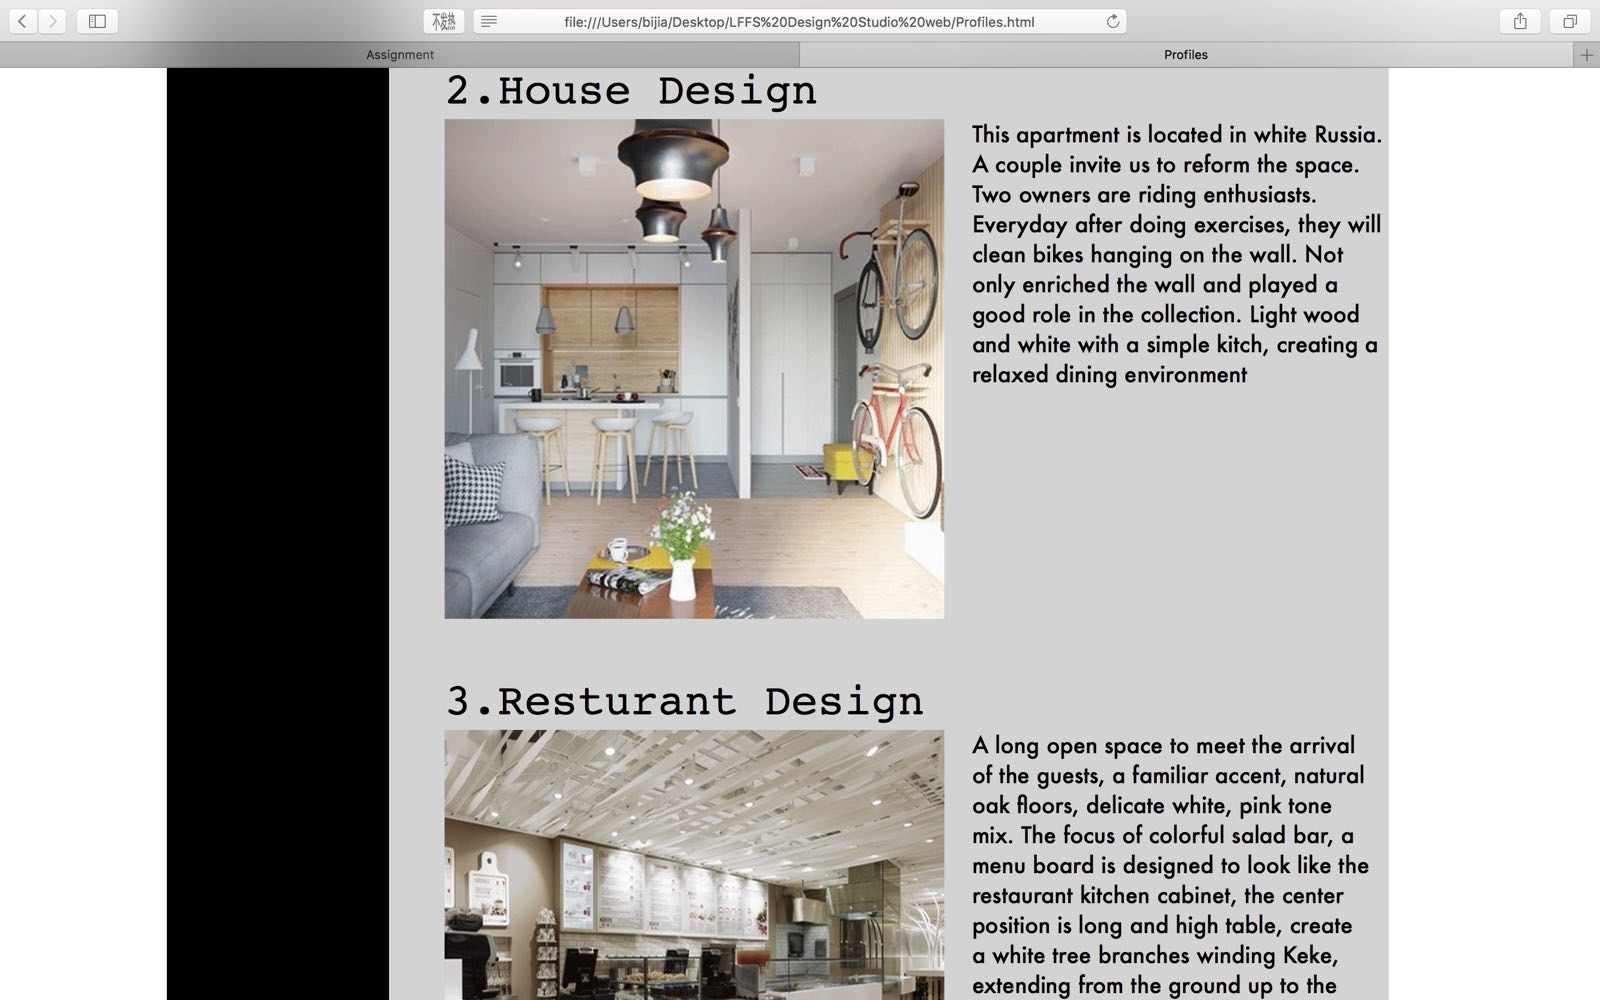 不发热
file:///Users/bijia/Desktop/LFFS%20Design%20Studio%20web/Profiles.html
Assignment
Profiles
2.House Design
This apartment is located in white Russia.
A couple invite us to reform the space.
Two owners are riding enthusiasts.
Everyday after doing exercises, they will
clean bikes hanging on the wall. Not
only enriched the wall and played a
good role in the collection. Light wood
and white with a simple kitch, creating a
relaxed dining environment
3.Resturant Design
A long open space to meet the arrival
of the guests, a familiar accent, natural
oak floors, delicate white, pink tone
mix. The focus of colorful salad bar, a
menu board is designed to look like the
restaurant kitchen cabinet, the center
position is long and high table, create
a white tree branches winding Keke,
extending from the ground up to the